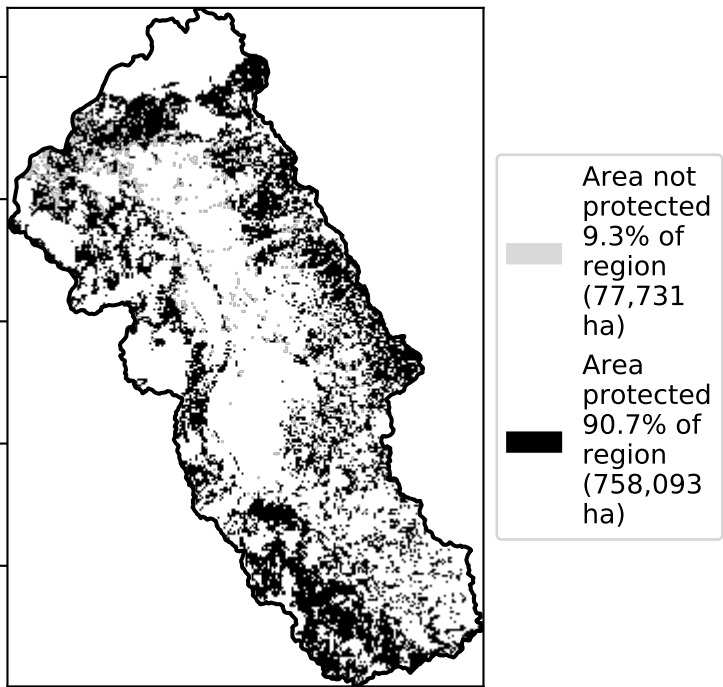 Area not
protected
9.3% of
region
(77,731
ha)
Area
protected
90.7% of
region
(758,093
ha)